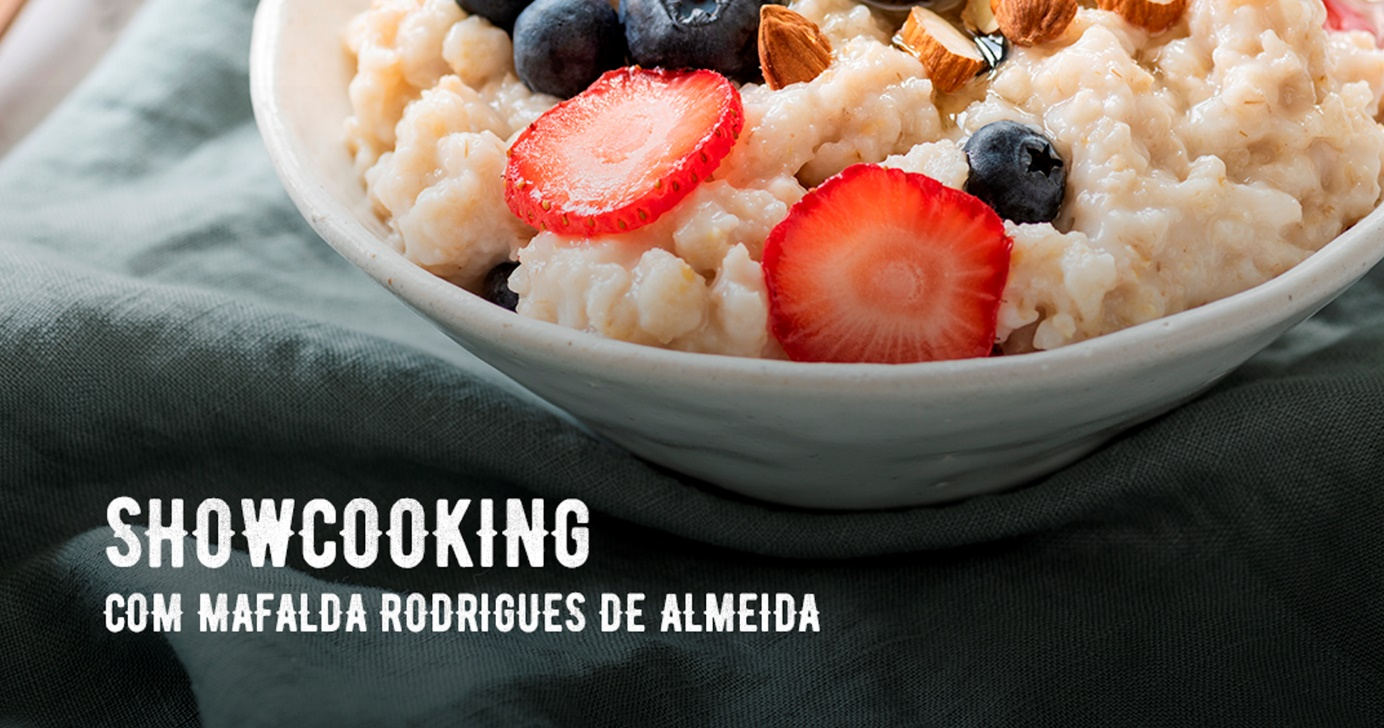 SHOWCOOKING
COM MAFALDA RODRIGUES DE ALMEIDA